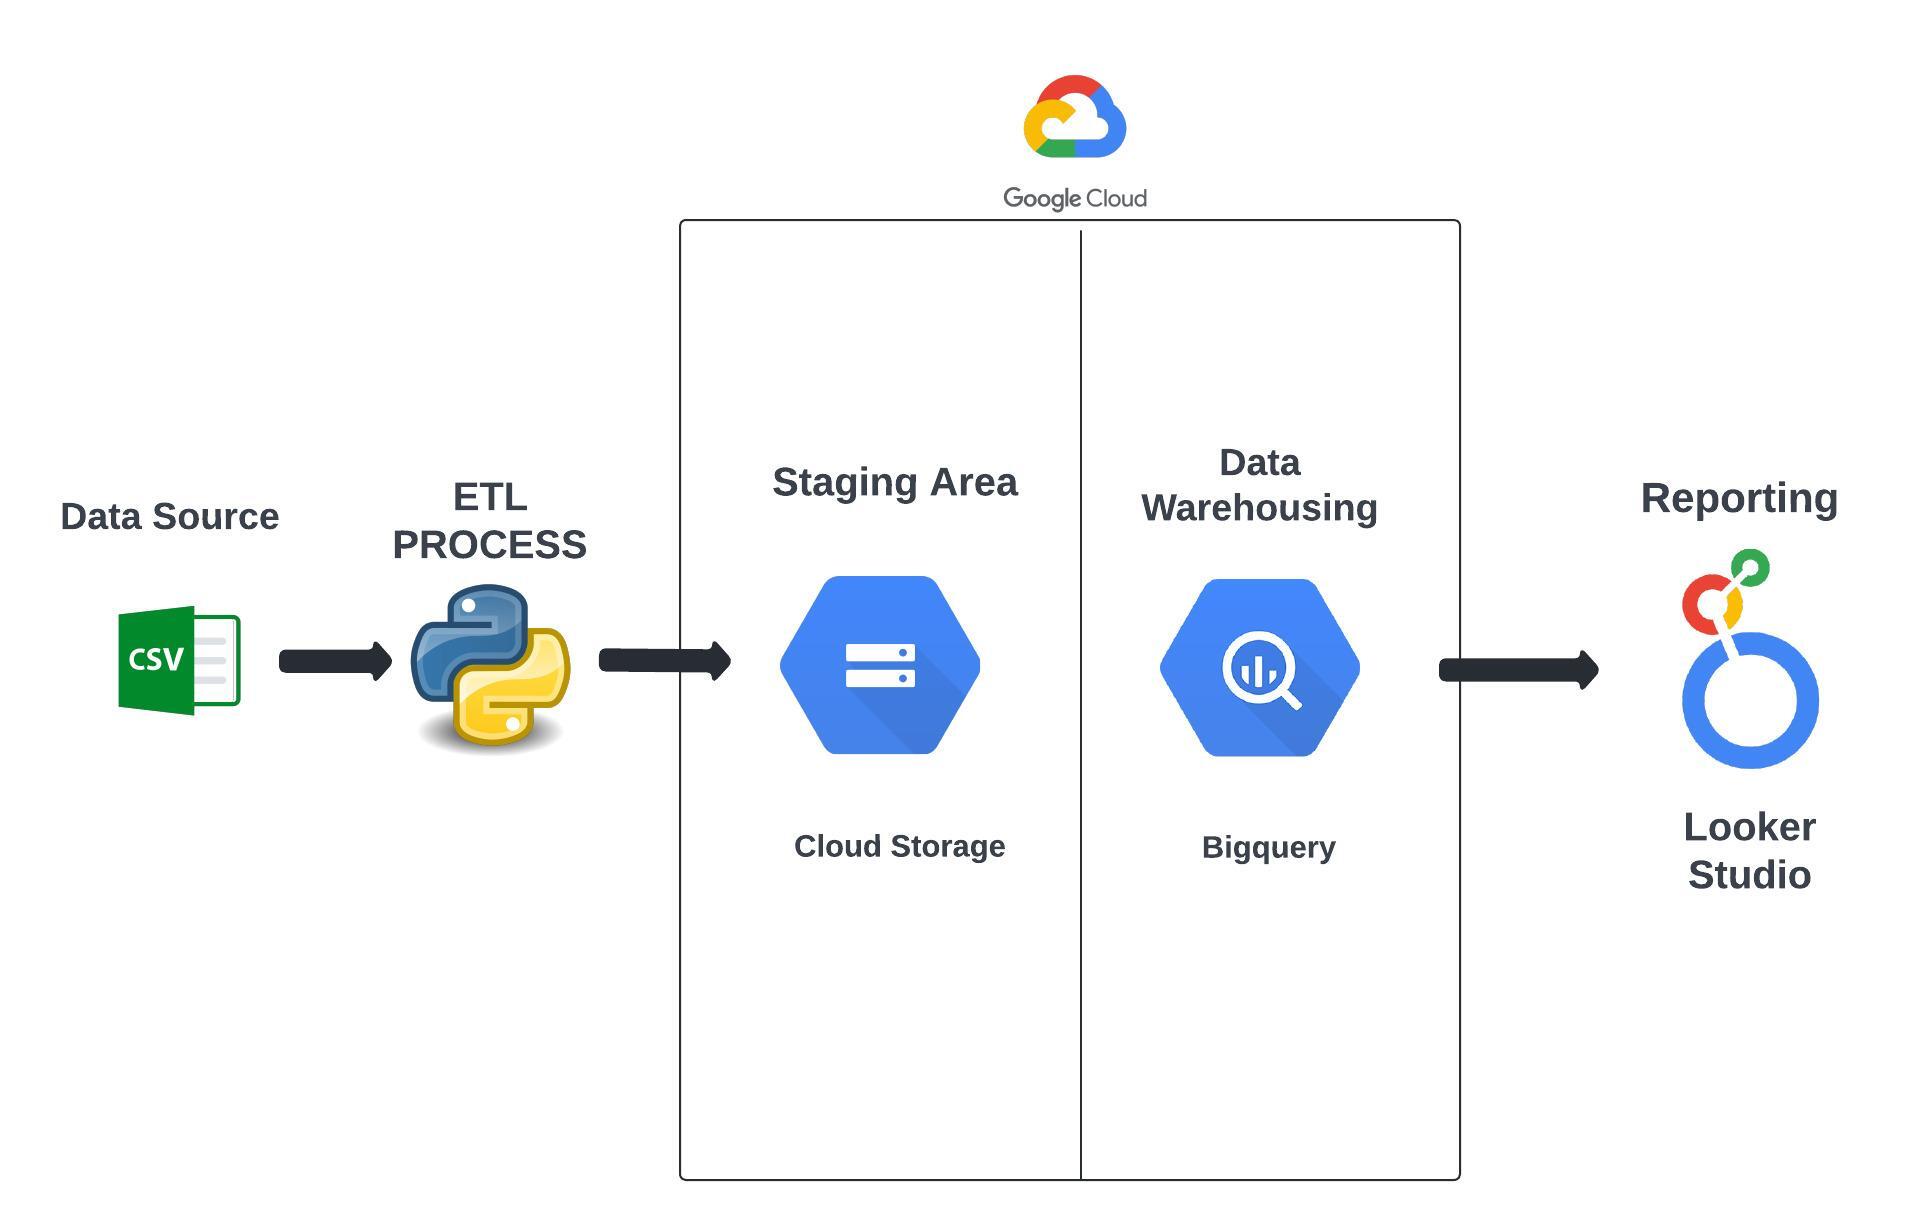 Google Cloud
Data Source
ETL
PROCESS
Staging Area
Data
Warehousing
Reporting
CSV
Cloud Storage
Bigquery
Looker
Studio